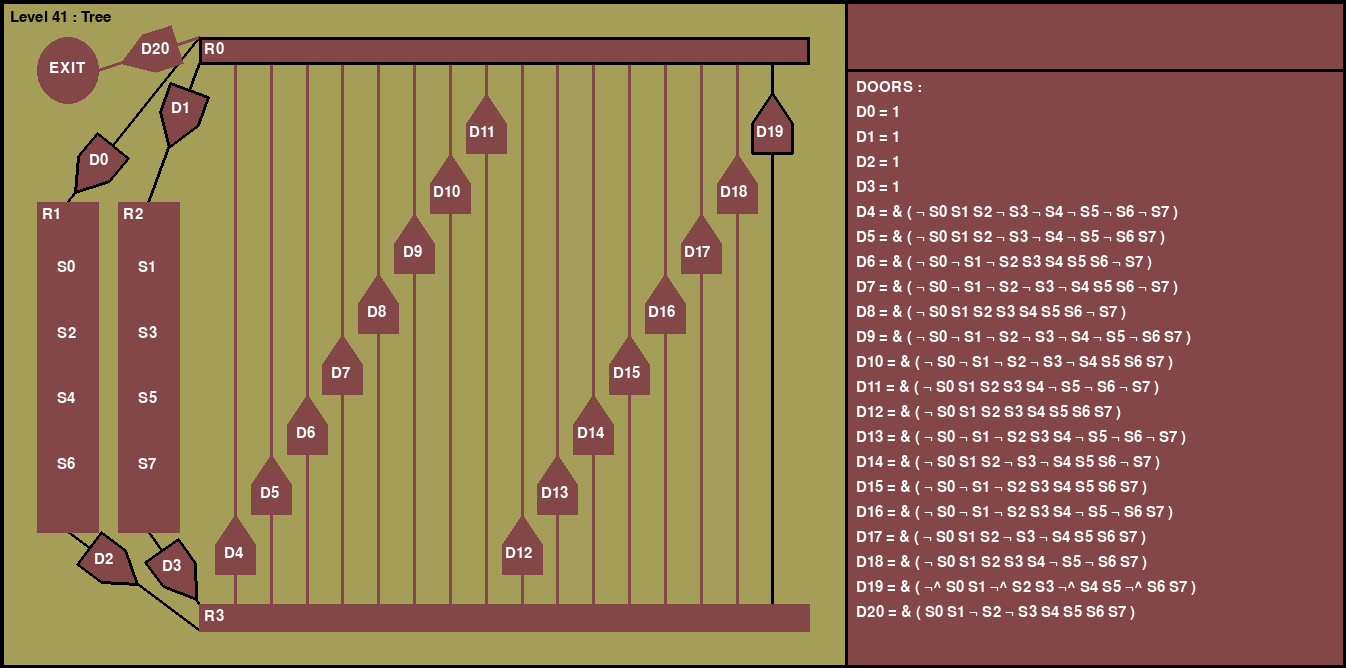 Level 41 : Tree
EXIT
D20
R0
D1
D0
D11
D19
D10
D18
R1
R2
D9
D17
S0
S1
D8
D16
S2
S3
D7
D15
S4
S5
D6
D14
S6
S7
D5
D13
D2
D3
D4
D12
R3
DOORS :
D0 = 1
D1 = 1
D2 = 1
D3 = 1
D4 = & ( ¬ S0 S1 S2 ¬ S3 ¬ S4 ¬ S5 ¬ S6 ¬ S7 )
D5 = & ( ¬ S0 S1 S2 ¬ S3 ¬ S4 ¬ S5 ¬ S6 S7 )
D6 = & ( ¬ S0 ¬ S1 ¬ S2 S3 S4 S5 S6 ¬ S7 )
D7 = & ( ¬ S0 ¬ S1 ¬ S2 ¬ S3 ¬ S4 S5 S6 ¬ S7 )
D8 = & ( ¬ S0 S1 S2 S3 S4 S5 S6 ¬ S7 )
D9 = & ( ¬ S0 ¬ S1 ¬ S2 ¬ S3 ¬ S4 ¬ S5 ¬ S6 S7 )
D10 = & ( ¬ S0 ¬ S1 ¬ S2 ¬ S3 ¬ S4 S5 S6 S7 )
D11 = & ( ¬ S0 S1 S2 S3 S4 ¬ S5 ¬ S6 ¬ S7 )
D12 = & ( ¬ S0 S1 S2 S3 S4 S5 S6 S7 )
D13 = & ( ¬ S0 ¬ S1 ¬ S2 S3 S4 ¬ S5 ¬ S6 ¬ S7 )
D14 = & ( ¬ S0 S1 S2 ¬ S3 ¬ S4 S5 S6 ¬ S7 )
D15 = & ( ¬ S0 ¬ S1 ¬ S2 S3 S4 S5 S6 S7 )
D16 = & ( ¬ S0 ¬ S1 ¬ S2 S3 S4 ¬ S5 ¬ S6 S7 )
D17 = & ( ¬ S0 S1 S2 ¬ S3 ¬ S4 S5 S6 S7 )
D18 = & ( ¬ S0 S1 S2 S3 S4 ¬ S5 ¬ S6 S7 )
D19 = & ( ¬^ S0 S1 ¬^ S2 S3 ¬^ S4 S5 ¬^ S6 S7 )
D20 = & ( S0 S1 ¬ S2 ¬ S3 S4 S5 S6 S7 )